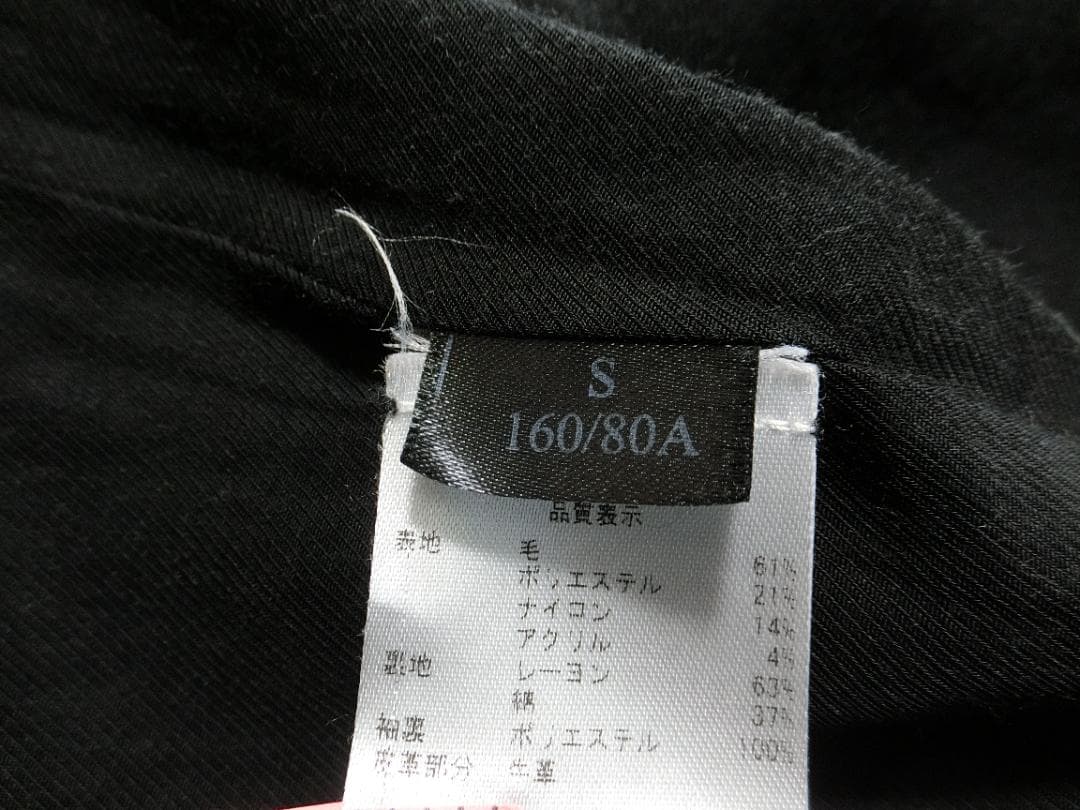 S
160/80A
品質表示
表地 毛 61%
ポリエステル 21%
ナイロン 14%
アクリル 4%
裏地 レーヨン 63%
綿 37%
袖裏 ポリエステル 100%
皮革部分 牛革